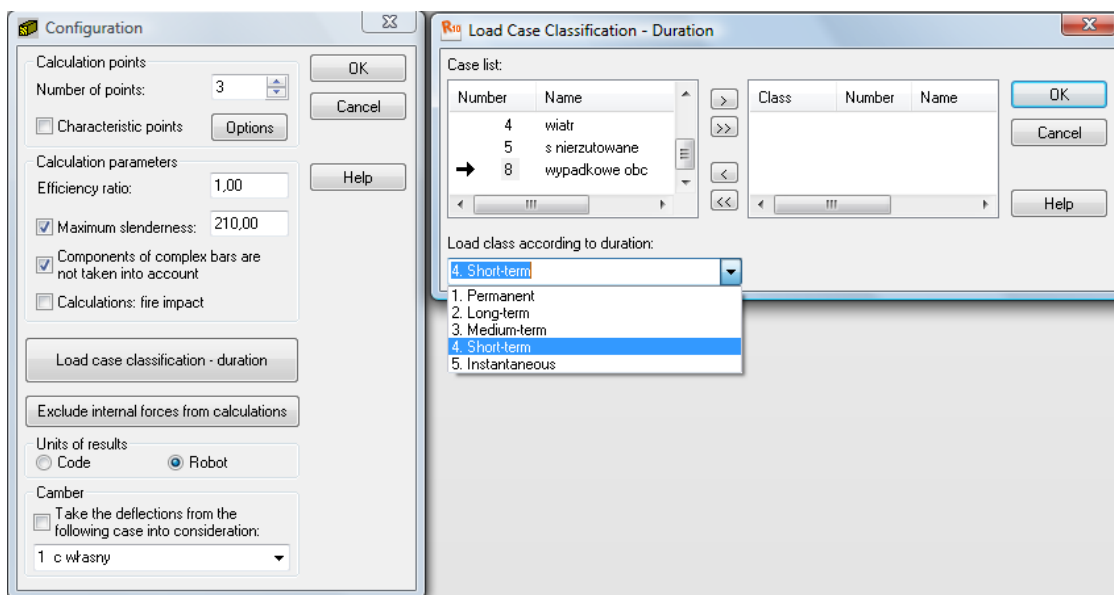 Configuration
Calculation points
Number of points: 3
Characteristic points Options
OK
Cancel
Help
Calculation parameters
Efficiency ratio: 1,00
Maximum slenderness: 210,00
Components of complex bars are
not taken into account
Calculations: fire impact
Load case classification - duration
Exclude internal forces from calculations
Units of results
Code Robot
Camber
Take the deflections from the
following case into consideration:
1 c własny
R10 Load Case Classification - Duration
Case list:
Number Name
4 wiatr
5 s nierzutowane
8 wypadkowe obc
>
>>
<
<<
Class Number Name
OK
Cancel
Help
Load class according to duration:
4. Short-term
1. Permanent
2. Long-term
3. Medium-term
4. Short-term
5. Instantaneous